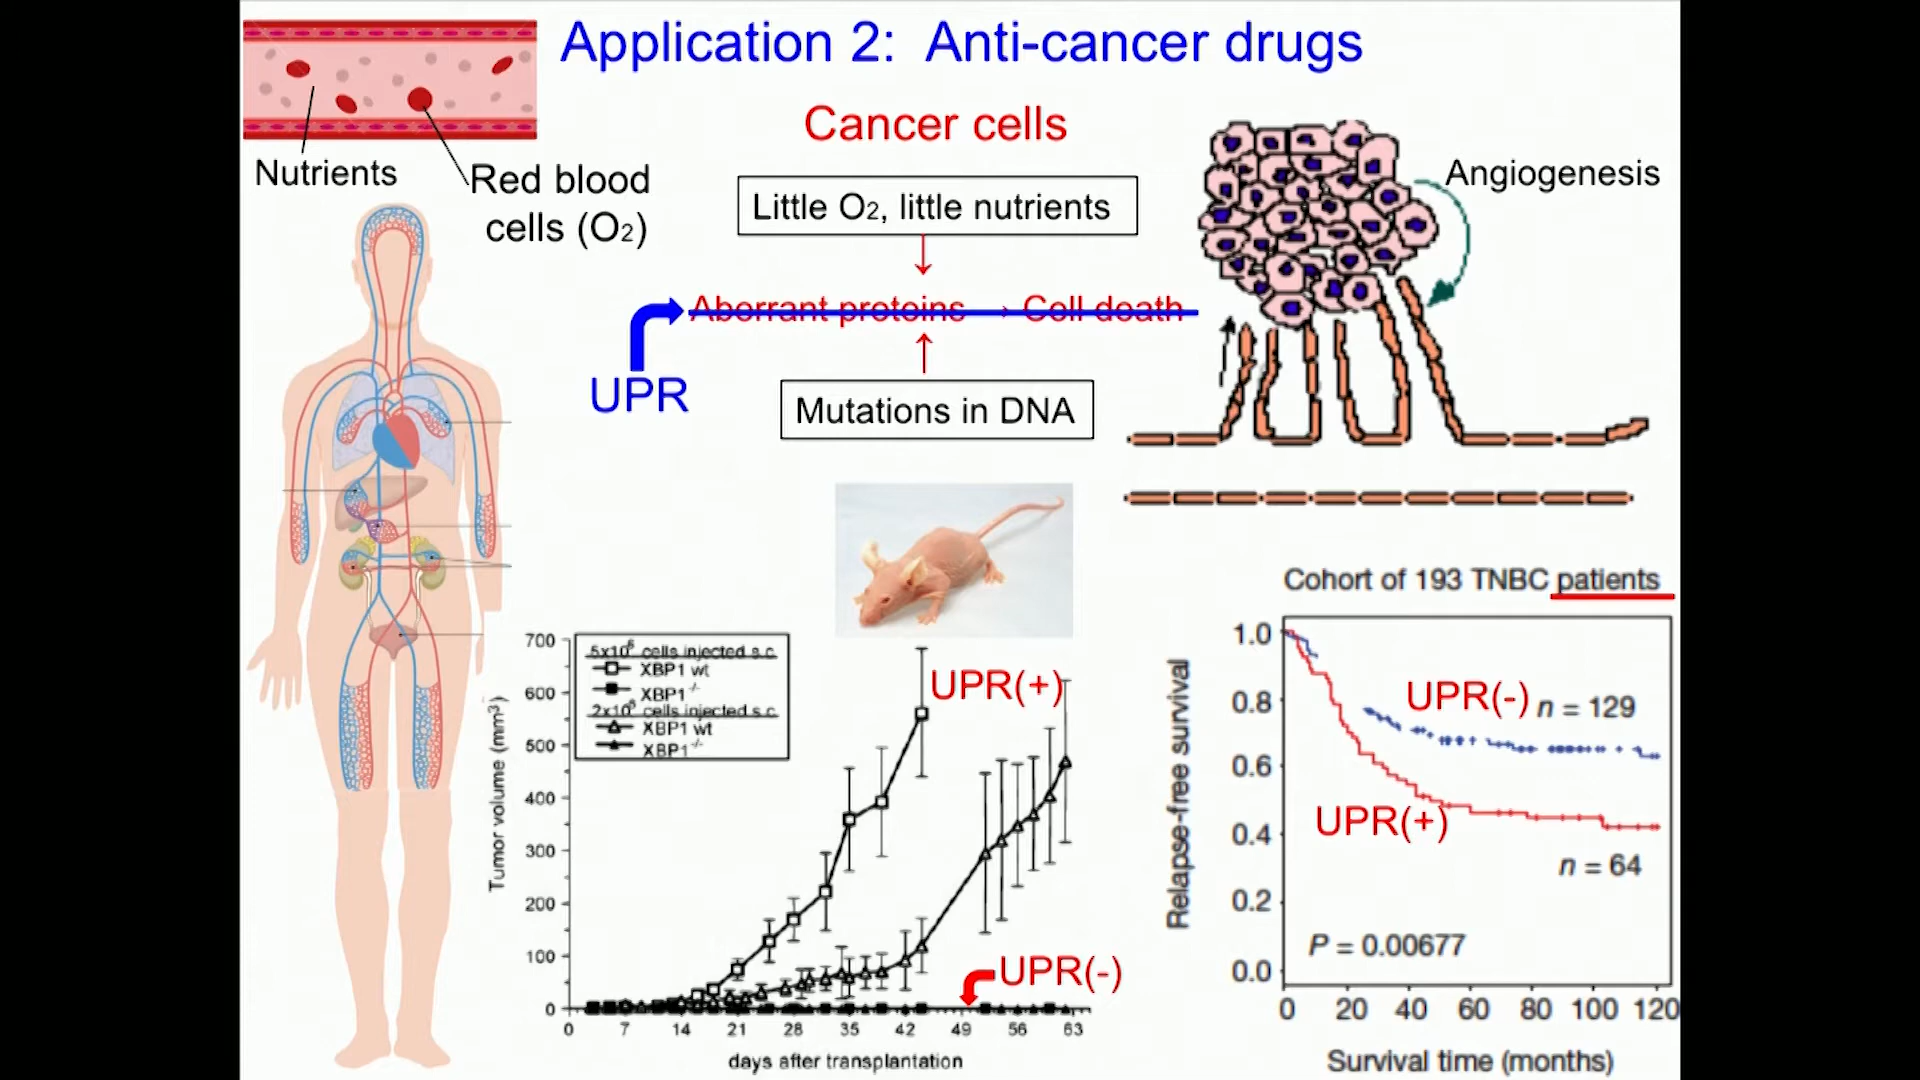 Application 2: Anti-cancer drugs
Nutrients
Red blood
cells (O2)
Cancer cells
Little O2, little nutrients
Aborrant proteins → Cell death
UPR
Mutations in DNA
Angiogenesis
Tumor volume (mm³)
700
600
500
400
300
200
100
0
5x10⁶ cells injected s.c
XBP1 wt
XBP1-/-
2x10⁶ cells injected s.c
XBP1 wt
XBP1-/-
UPR(+)
UPR(-)
0 7 14 21 28 35 42 49 56 63
days after transplantation
Cohort of 193 TNBC patients
Relapse-free survival
1.0
0.8
0.6
0.4
0.2
0.0
UPR(-) n = 129
UPR(+)
n = 64
P = 0.00677
0 20 40 60 80 100 120
Survival time (months)